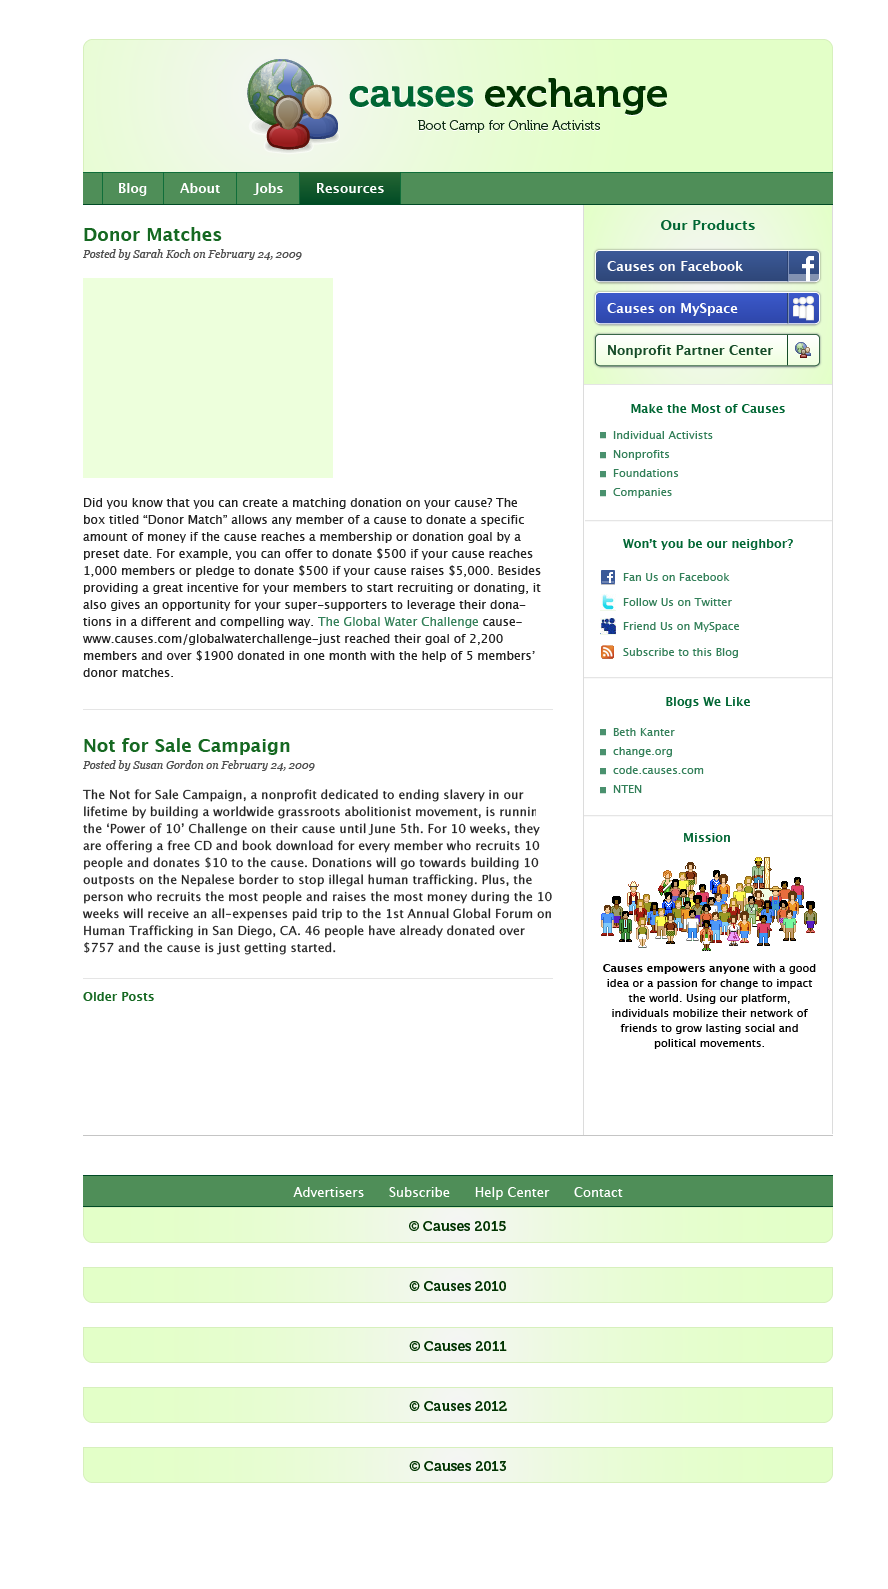 causes exchange
Boot Camp for Online Activists
Blog
About
Jobs
Resources
Donor Matches
Posted by Sarah Koch on February 24, 2009
Did you know that you can create a matching donation on your cause? The
box titled “Donor Match” allows any member of a cause to donate a specific
amount of money if the cause reaches a membership or donation goal by a
preset date. For example, you can offer to donate $500 if your cause reaches
1,000 members or pledge to donate $500 if your cause raises $5,000. Besides
providing a great incentive for your members to start recruiting or donating, it
also gives an opportunity for your super-supporters to leverage their dona-
tions in a different and compelling way. The Global Water Challenge cause-
www.causes.com/globalwaterchallenge-just reached their goal of 2,200
members and over $1900 donated in one month with the help of 5 members’
donor matches.
Not for Sale Campaign
Posted by Susan Gordon on February 24, 2009
The Not for Sale Campaign, a nonprofit dedicated to ending slavery in our
lifetime by building a worldwide grassroots abolitionist movement, is runnin
the ‘Power of 10’ Challenge on their cause until June 5th. For 10 weeks, they
are offering a free CD and book download for every member who recruits 10
people and donates $10 to the cause. Donations will go towards building 10
outposts on the Nepalese border to stop illegal human trafficking. Plus, the
person who recruits the most people and raises the most money during the 10
weeks will receive an all-expenses paid trip to the 1st Annual Global Forum on
Human Trafficking in San Diego, CA. 46 people have already donated over
$757 and the cause is just getting started.
Older Posts
Our Products
Causes on Facebook
Causes on MySpace
Nonprofit Partner Center
Make the Most of Causes
Individual Activists
Nonprofits
Foundations
Companies
Won't you be our neighbor?
Fan Us on Facebook
Follow Us on Twitter
Friend Us on MySpace
Subscribe to this Blog
Blogs We Like
Beth Kanter
change.org
code.causes.com
NTEN
Mission
Causes empowers anyone with a good
idea or a passion for change to impact
the world. Using our platform,
individuals mobilize their network of
friends to grow lasting social and
political movements.
Advertisers
Subscribe
Help Center
Contact
© Causes 2015
© Causes 2010
© Causes 2011
© Causes 2012
© Causes 2013